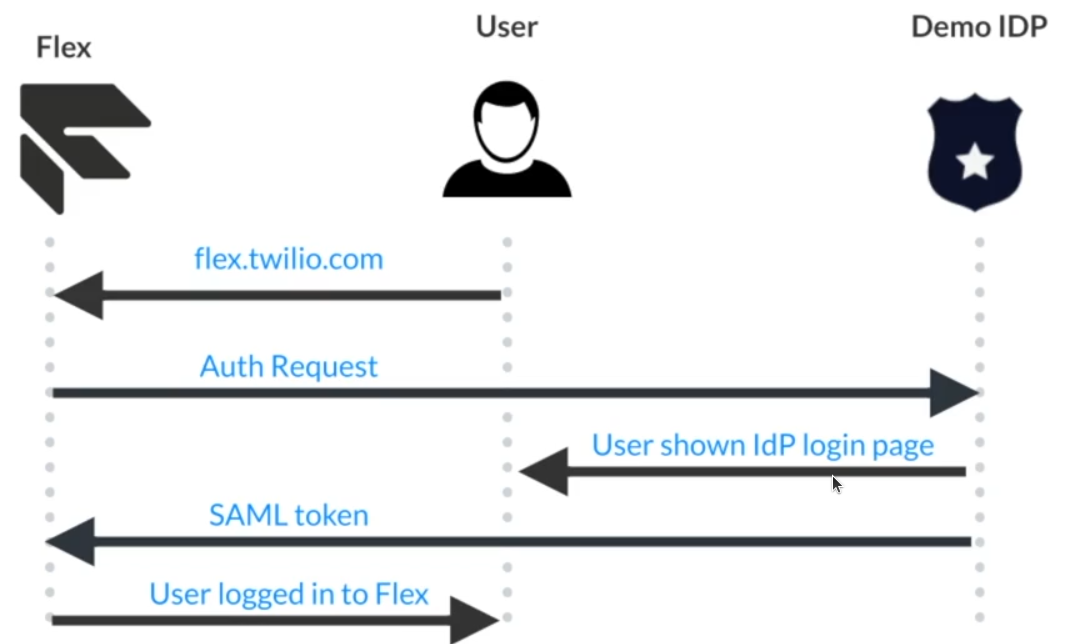 Flex
User
Demo IDP
flex.twilio.com
Auth Request
User shown IdP login page
SAML token
User logged in to Flex